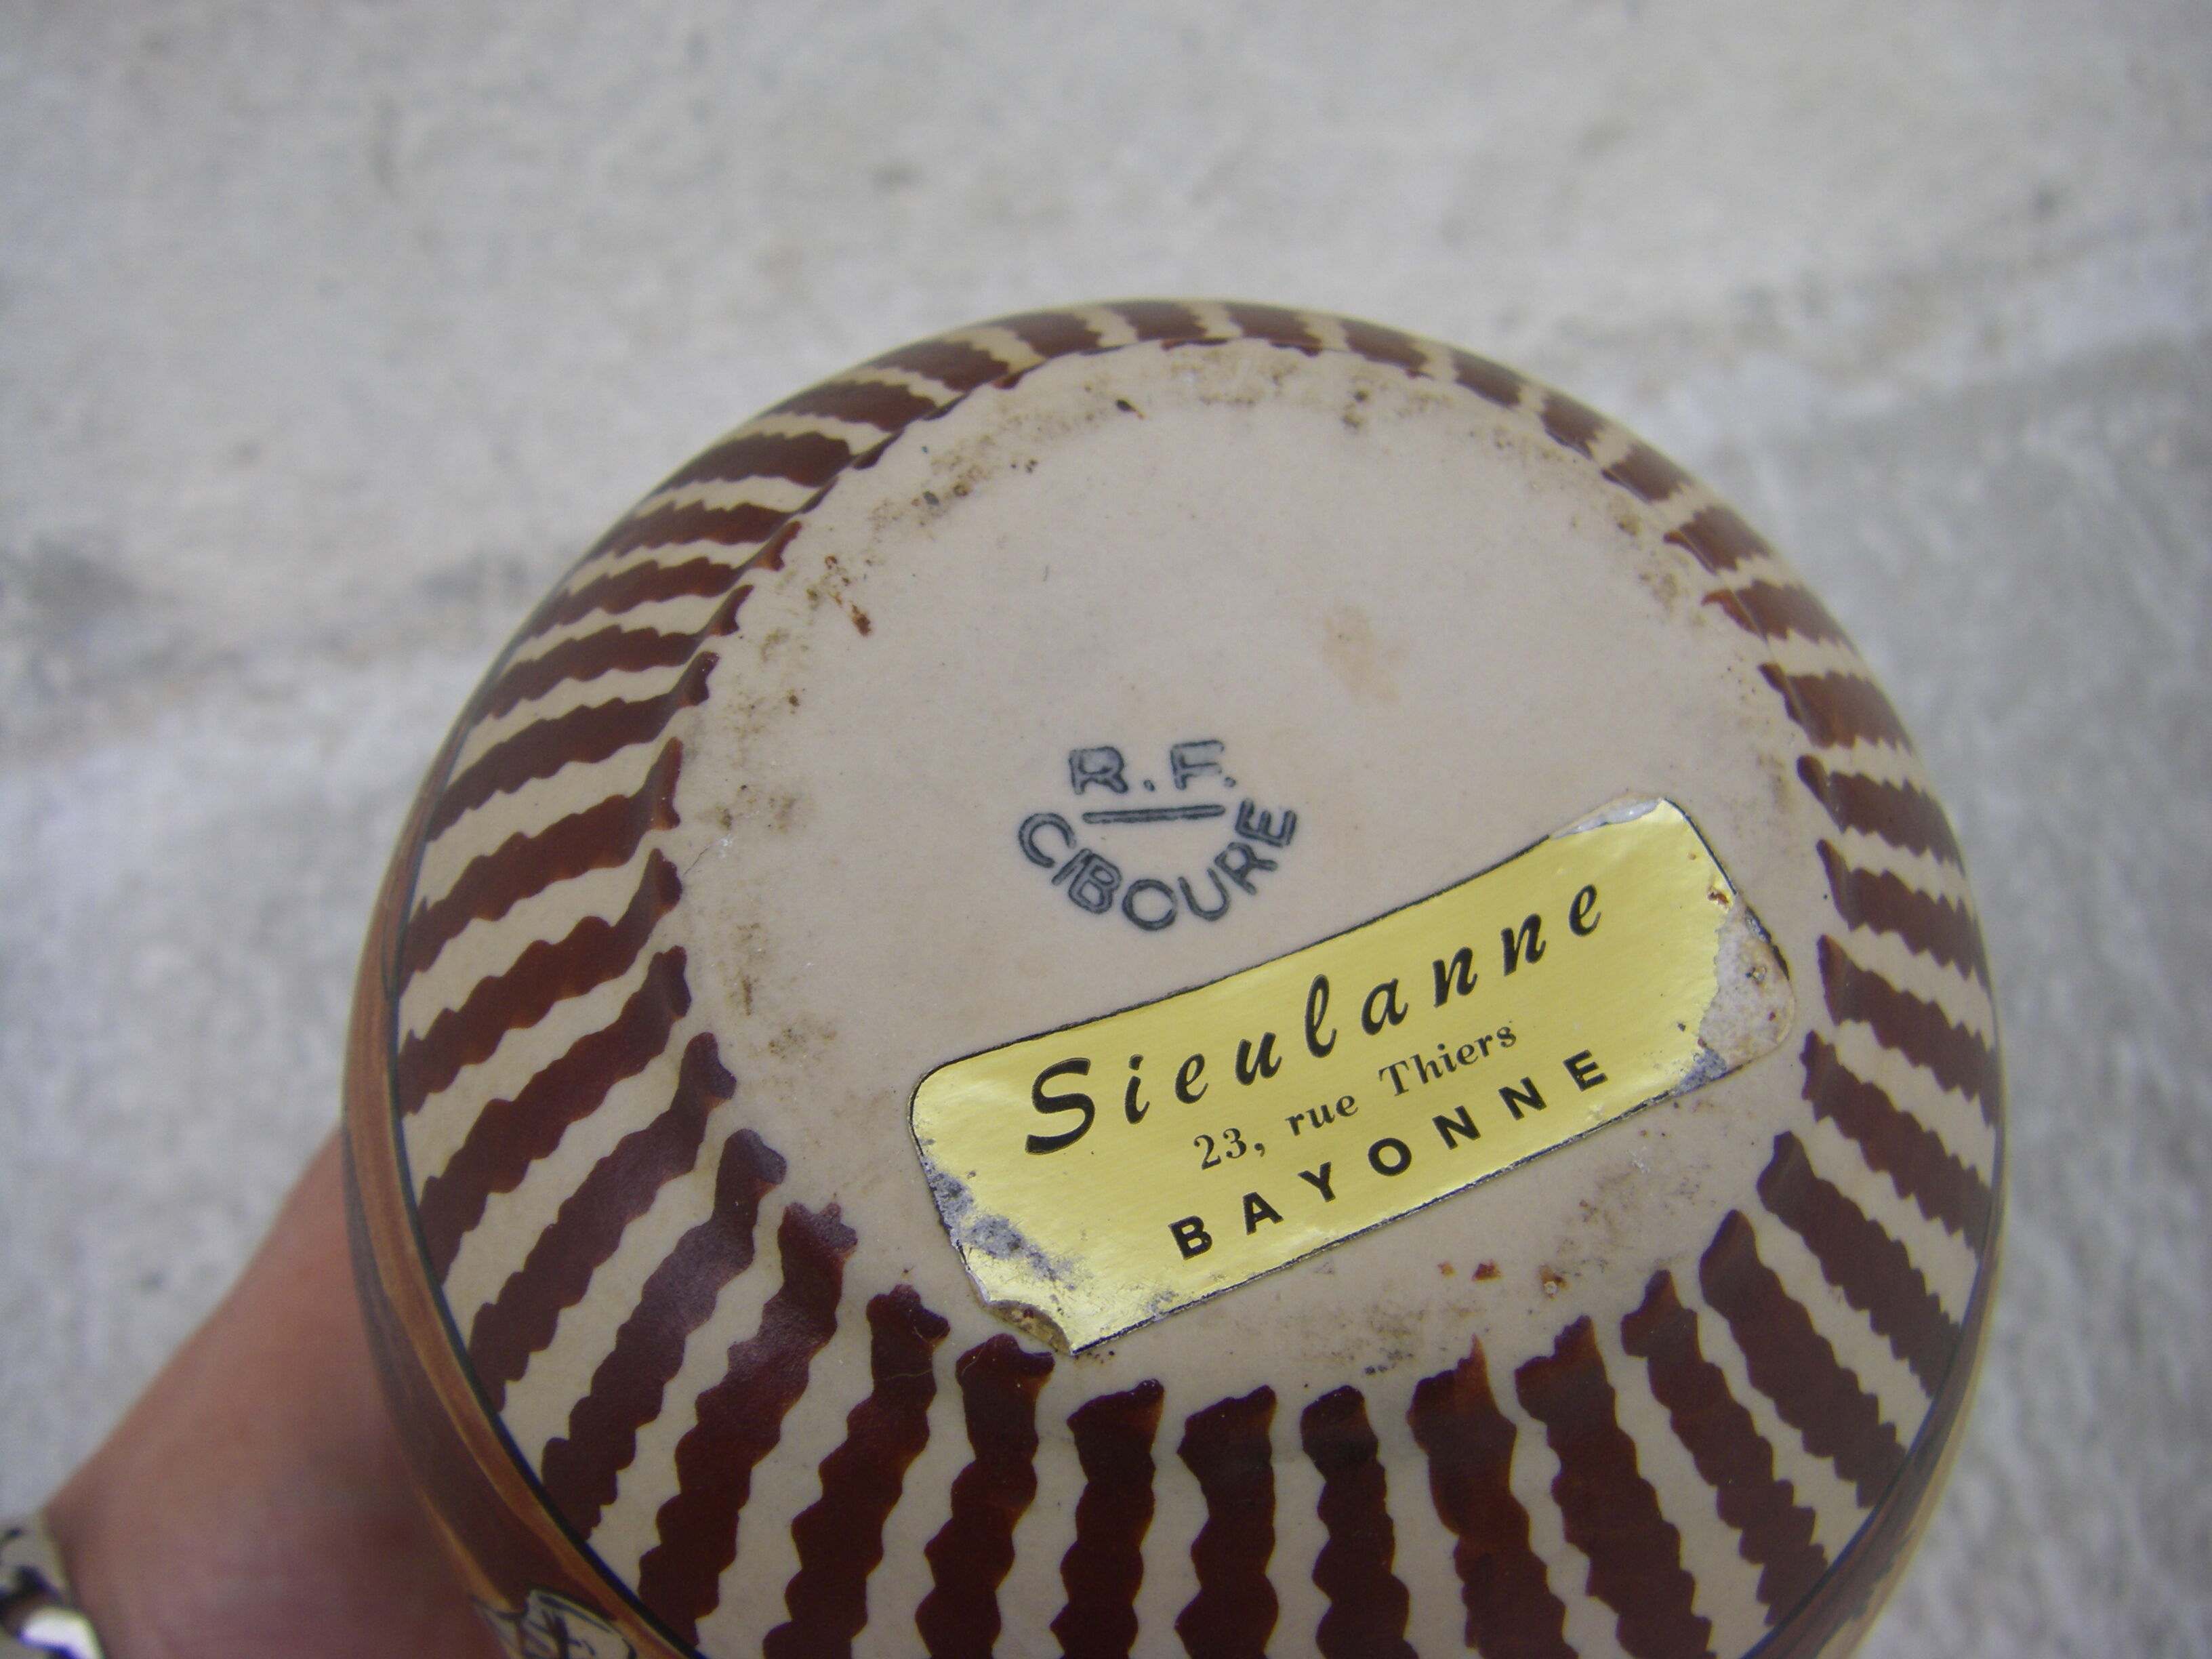 R.F.
CIBOURE
Sieulanne
23, rue Thiers
BAYONNE